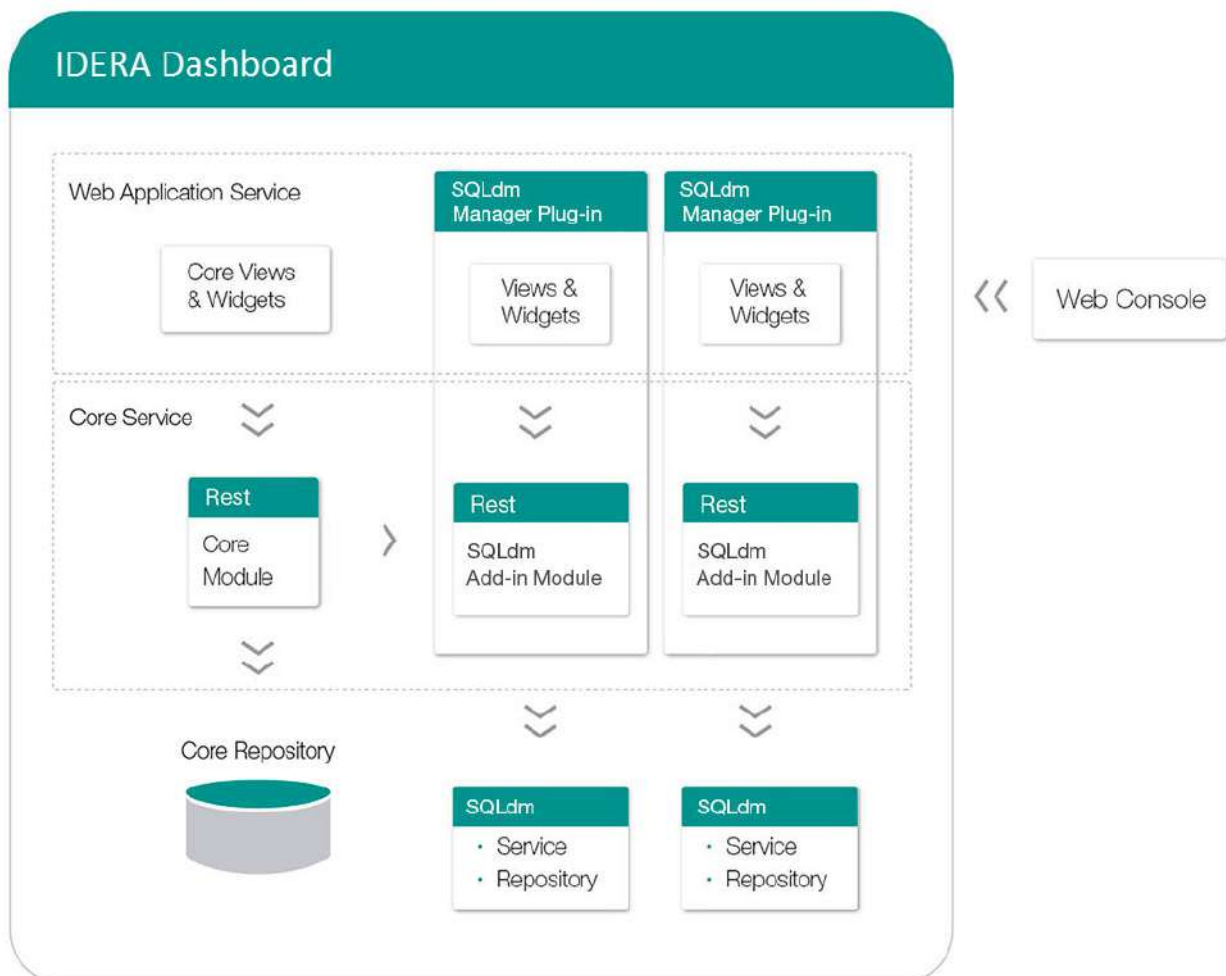 IDERA Dashboard
Web Application Service
Core Views
& Widgets
SQLdm
Manager Plug-in
Views &
Widgets
SQLdm
Manager Plug-in
Views &
Widgets
Web Console
Core Service
Rest
Core
Module
Rest
SQLdm
Add-in Module
Rest
SQLdm
Add-in Module
Core Repository
SQLdm
• Service
• Repository
SQLdm
• Service
• Repository